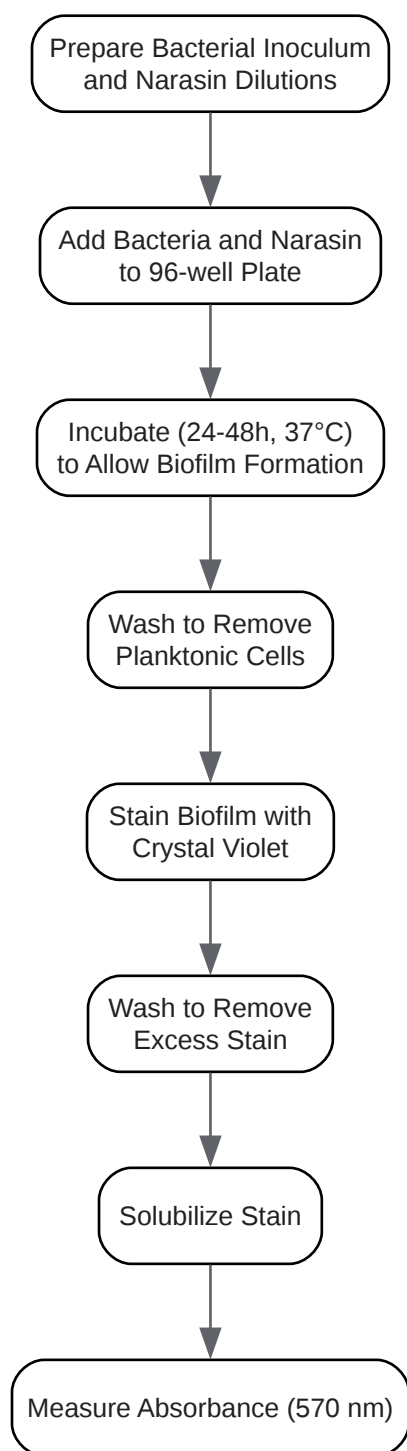 Prepare Bacterial Inoculum
and Narasin Dilutions
Add Bacteria and Narasin
to 96-well Plate
Incubate (24-48h, 37°C)
to Allow Biofilm Formation
Wash to Remove
Planktonic Cells
Stain Biofilm with
Crystal Violet
Wash to Remove
Excess Stain
Solubilize Stain
Measure Absorbance (570 nm)